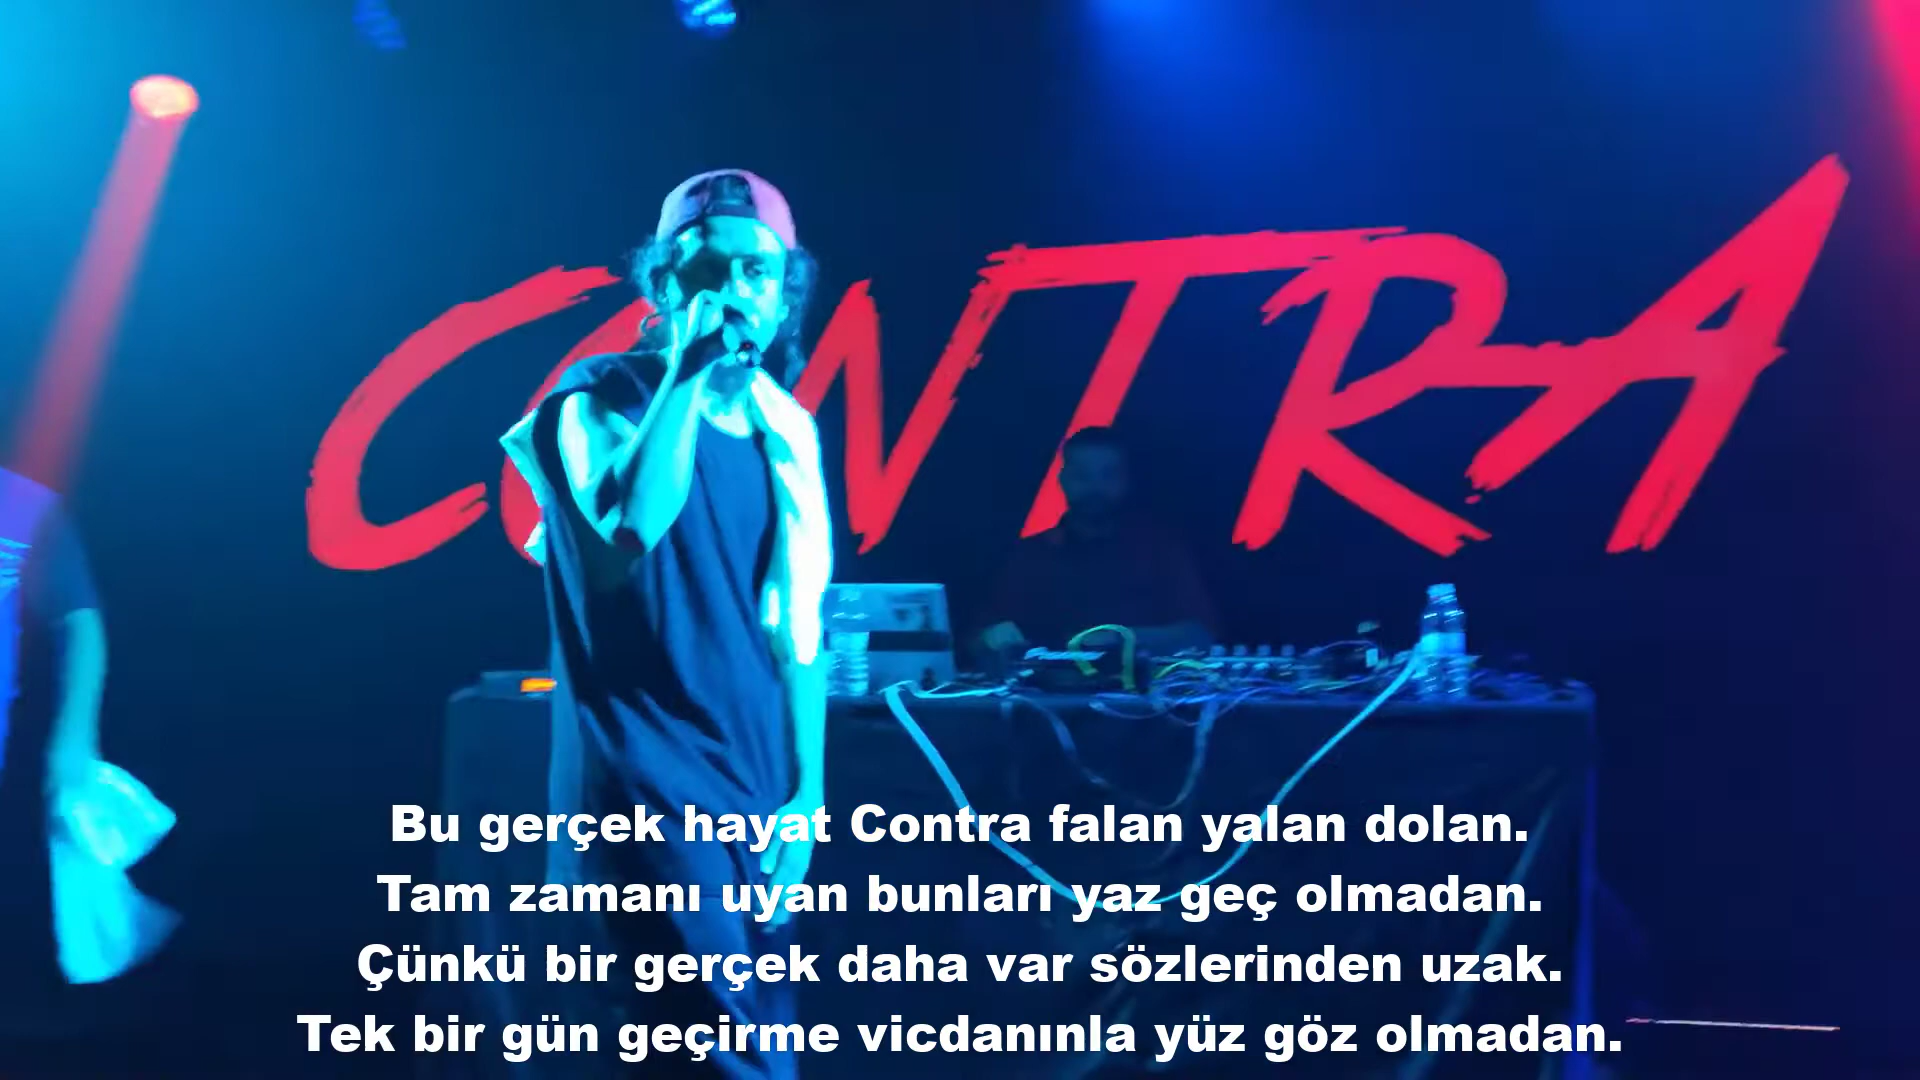 CONTRA
Bu gerçek hayat Contra falan yalan dolan.
Tam zamanı uyan bunları yaz geç olmadan.
Çünkü bir gerçek daha var sözlerinden uzak.
Tek bir gün geçirme vicdanınla yüz göz olmadan.